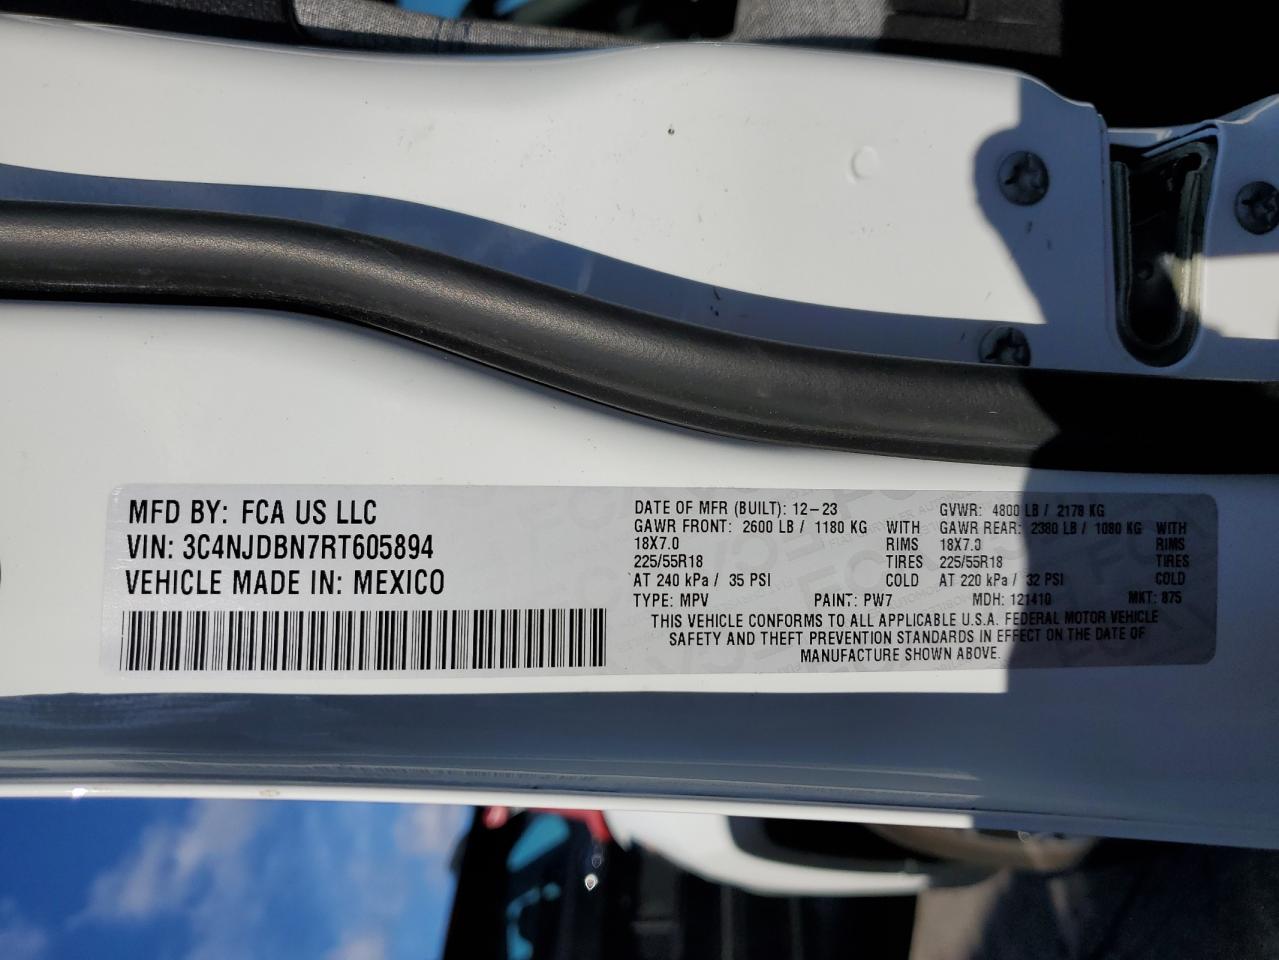 MFD BY: FCA US LLC
VIN: 3C4NJDBN7RT605894
VEHICLE MADE IN: MEXICO
DATE OF MFR (BUILT): 12-23
GAWR FRONT: 2600 LB / 1180 KG WITH
18X7.0 RIMS
225/55R18 TIRES
AT 240 kPa / 35 PSI COLD
GVWR: 4800 LB / 2178 KG
GAWR REAR: 2380 LB / 1080 KG WITH
18X7.0 RIMS
225/55R18 TIRES
AT 220 kPa / 32 PSI COLD
TYPE: MPV PAINT: PW7 MDH: 121410 MKT: 875
THIS VEHICLE CONFORMS TO ALL APPLICABLE U.S.A. FEDERAL MOTOR VEHICLE
SAFETY AND THEFT PREVENTION STANDARDS IN EFFECT ON THE DATE OF
MANUFACTURE SHOWN ABOVE.